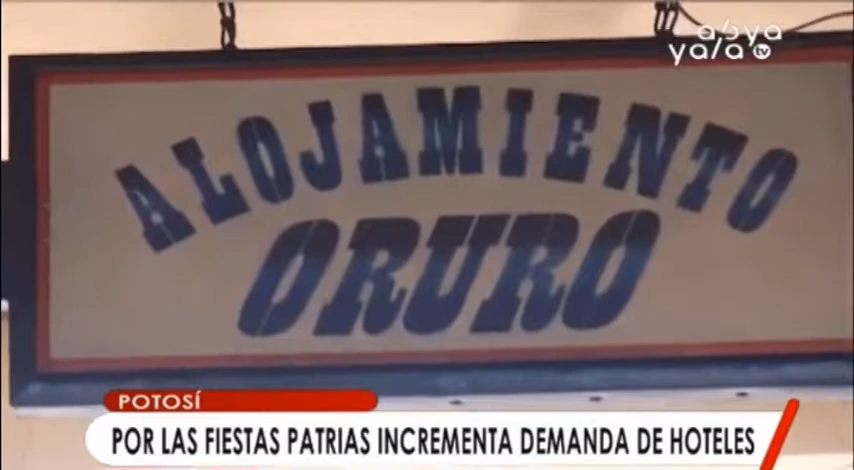 abya
yala tv
ALOJAMIENTO
ORURO
POTOSÍ
POR LAS FIESTAS PATRIAS INCREMENTA DEMANDA DE HOTELES